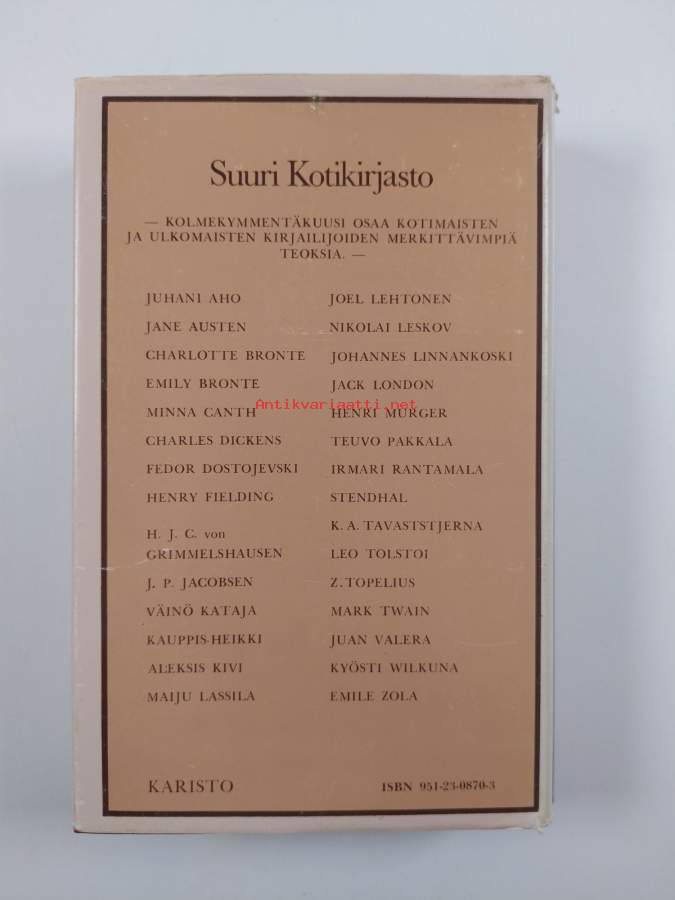 Suuri Kotikirjasto
— KOLMEKYMMENTÄKUUSI OSAA KOTIMAISTEN
JA ULKOMAISTEN KIRJAILIJOIDEN MERKITTÄVIMPIÄ
TEOKSIA. —
JUHANI AHO
JANE AUSTEN
CHARLOTTE BRONTE
EMILY BRONTE
MINNA CANTH
CHARLES DICKENS
FEDOR DOSTOJEVSKI
HENRY FIELDING
H. J. C. von
GRIMMELSHAUSEN
J. P. JACOBSEN
VÄINÖ KATAJA
KAUPPIS-HEIKKI
ALEKSIS KIVI
MAIJU LASSILA
JOEL LEHTONEN
NIKOLAI LESKOV
JOHANNES LINNANKOSKI
JACK LONDON
HENRI MURGER
TEUVO PAKKALA
IRMARI RANTAMALA
STENDHAL
K. A. TAVASTSTJERNA
LEO TOLSTOI
Z. TOPELIUS
MARK TWAIN
JUAN VALERA
KYÖSTI WILKUNA
EMILE ZOLA
Antikvariaatti.net
KARISTO
ISBN 951-23-0870-3